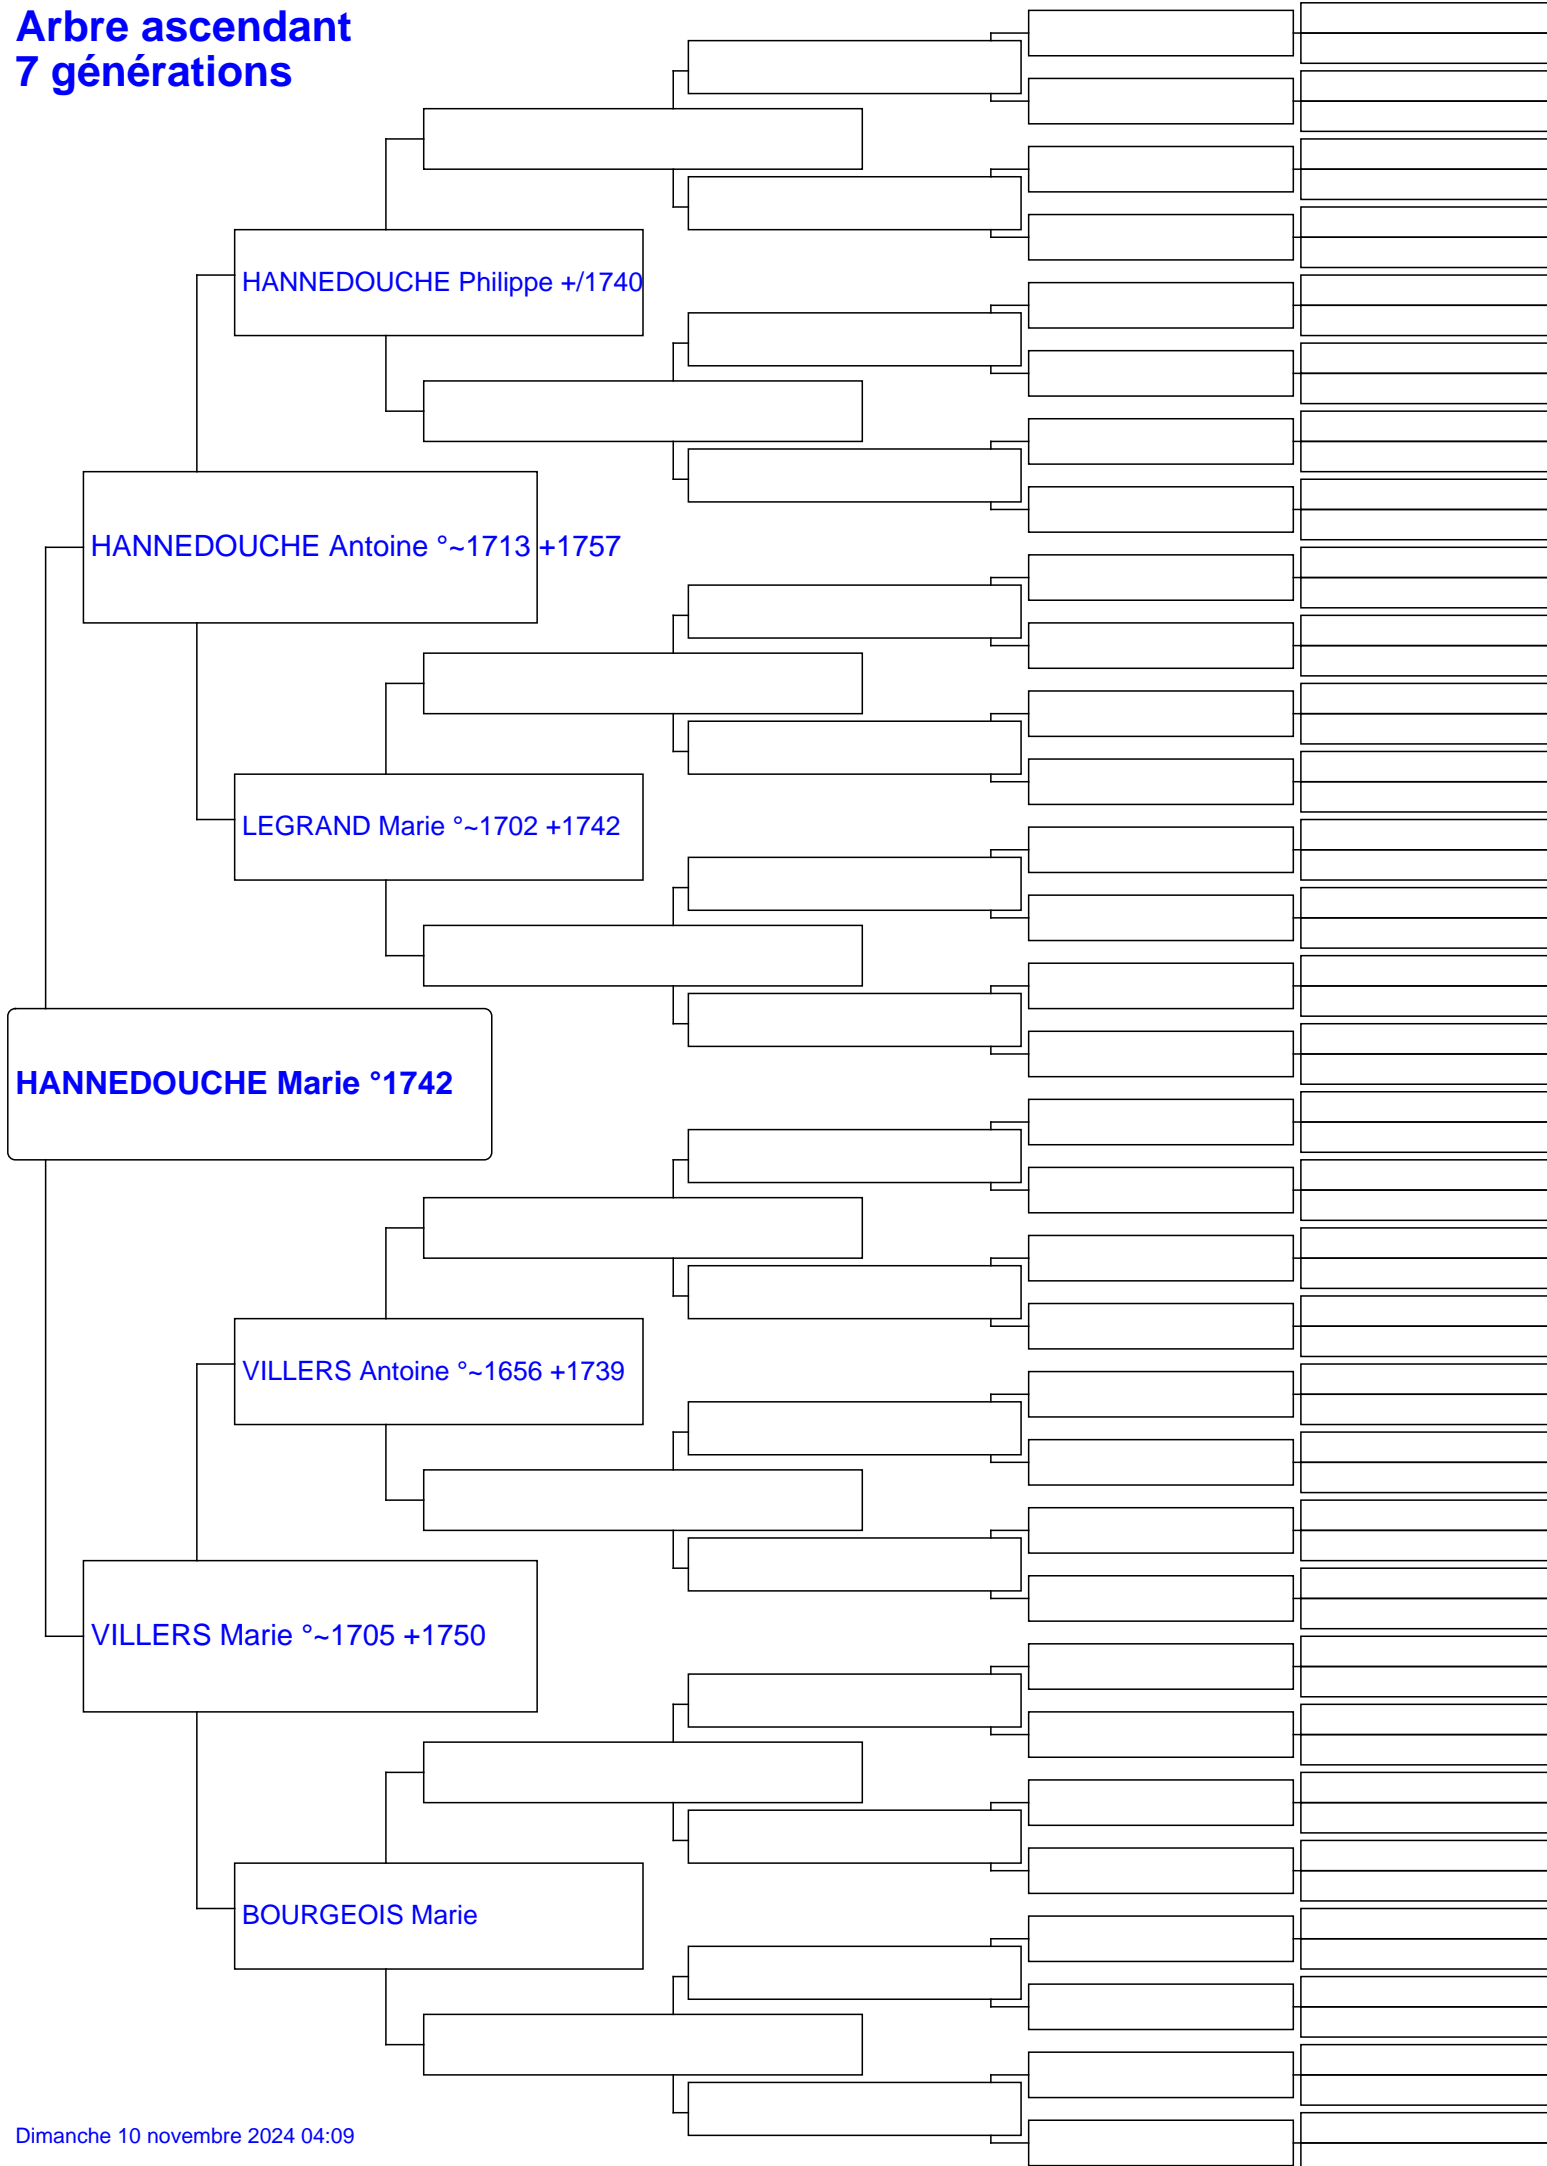 Arbre ascendant
7 générations
HANNEDOUCHE Philippe +/1740
HANNEDOUCHE Antoine °~1713 +1757
LEGRAND Marie °~1702 +1742
HANNEDOUCHE Marie °1742
VILLERS Antoine °~1656 +1739
VILLERS Marie °~1705 +1750
BOURGEOIS Marie
Dimanche 10 novembre 2024 04:09